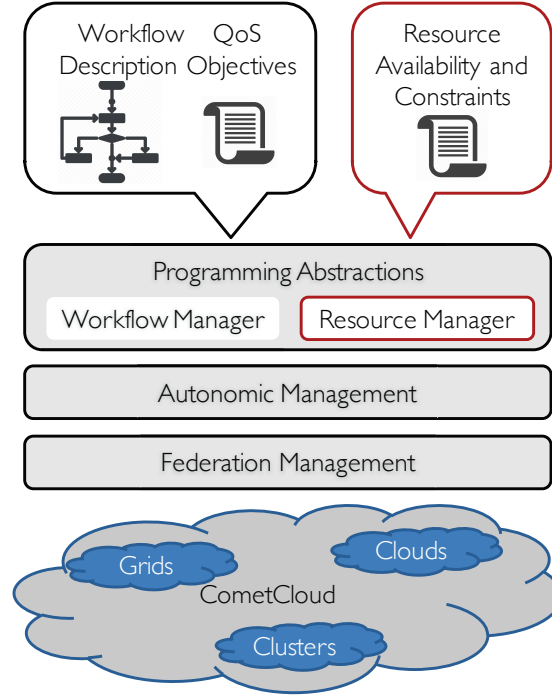 Workflow Description
QoS Objectives
Resource
Availability and
Constraints
Programming Abstractions
Workflow Manager
Resource Manager
Autonomic Management
Federation Management
Grids
Clouds
CometCloud
Clusters